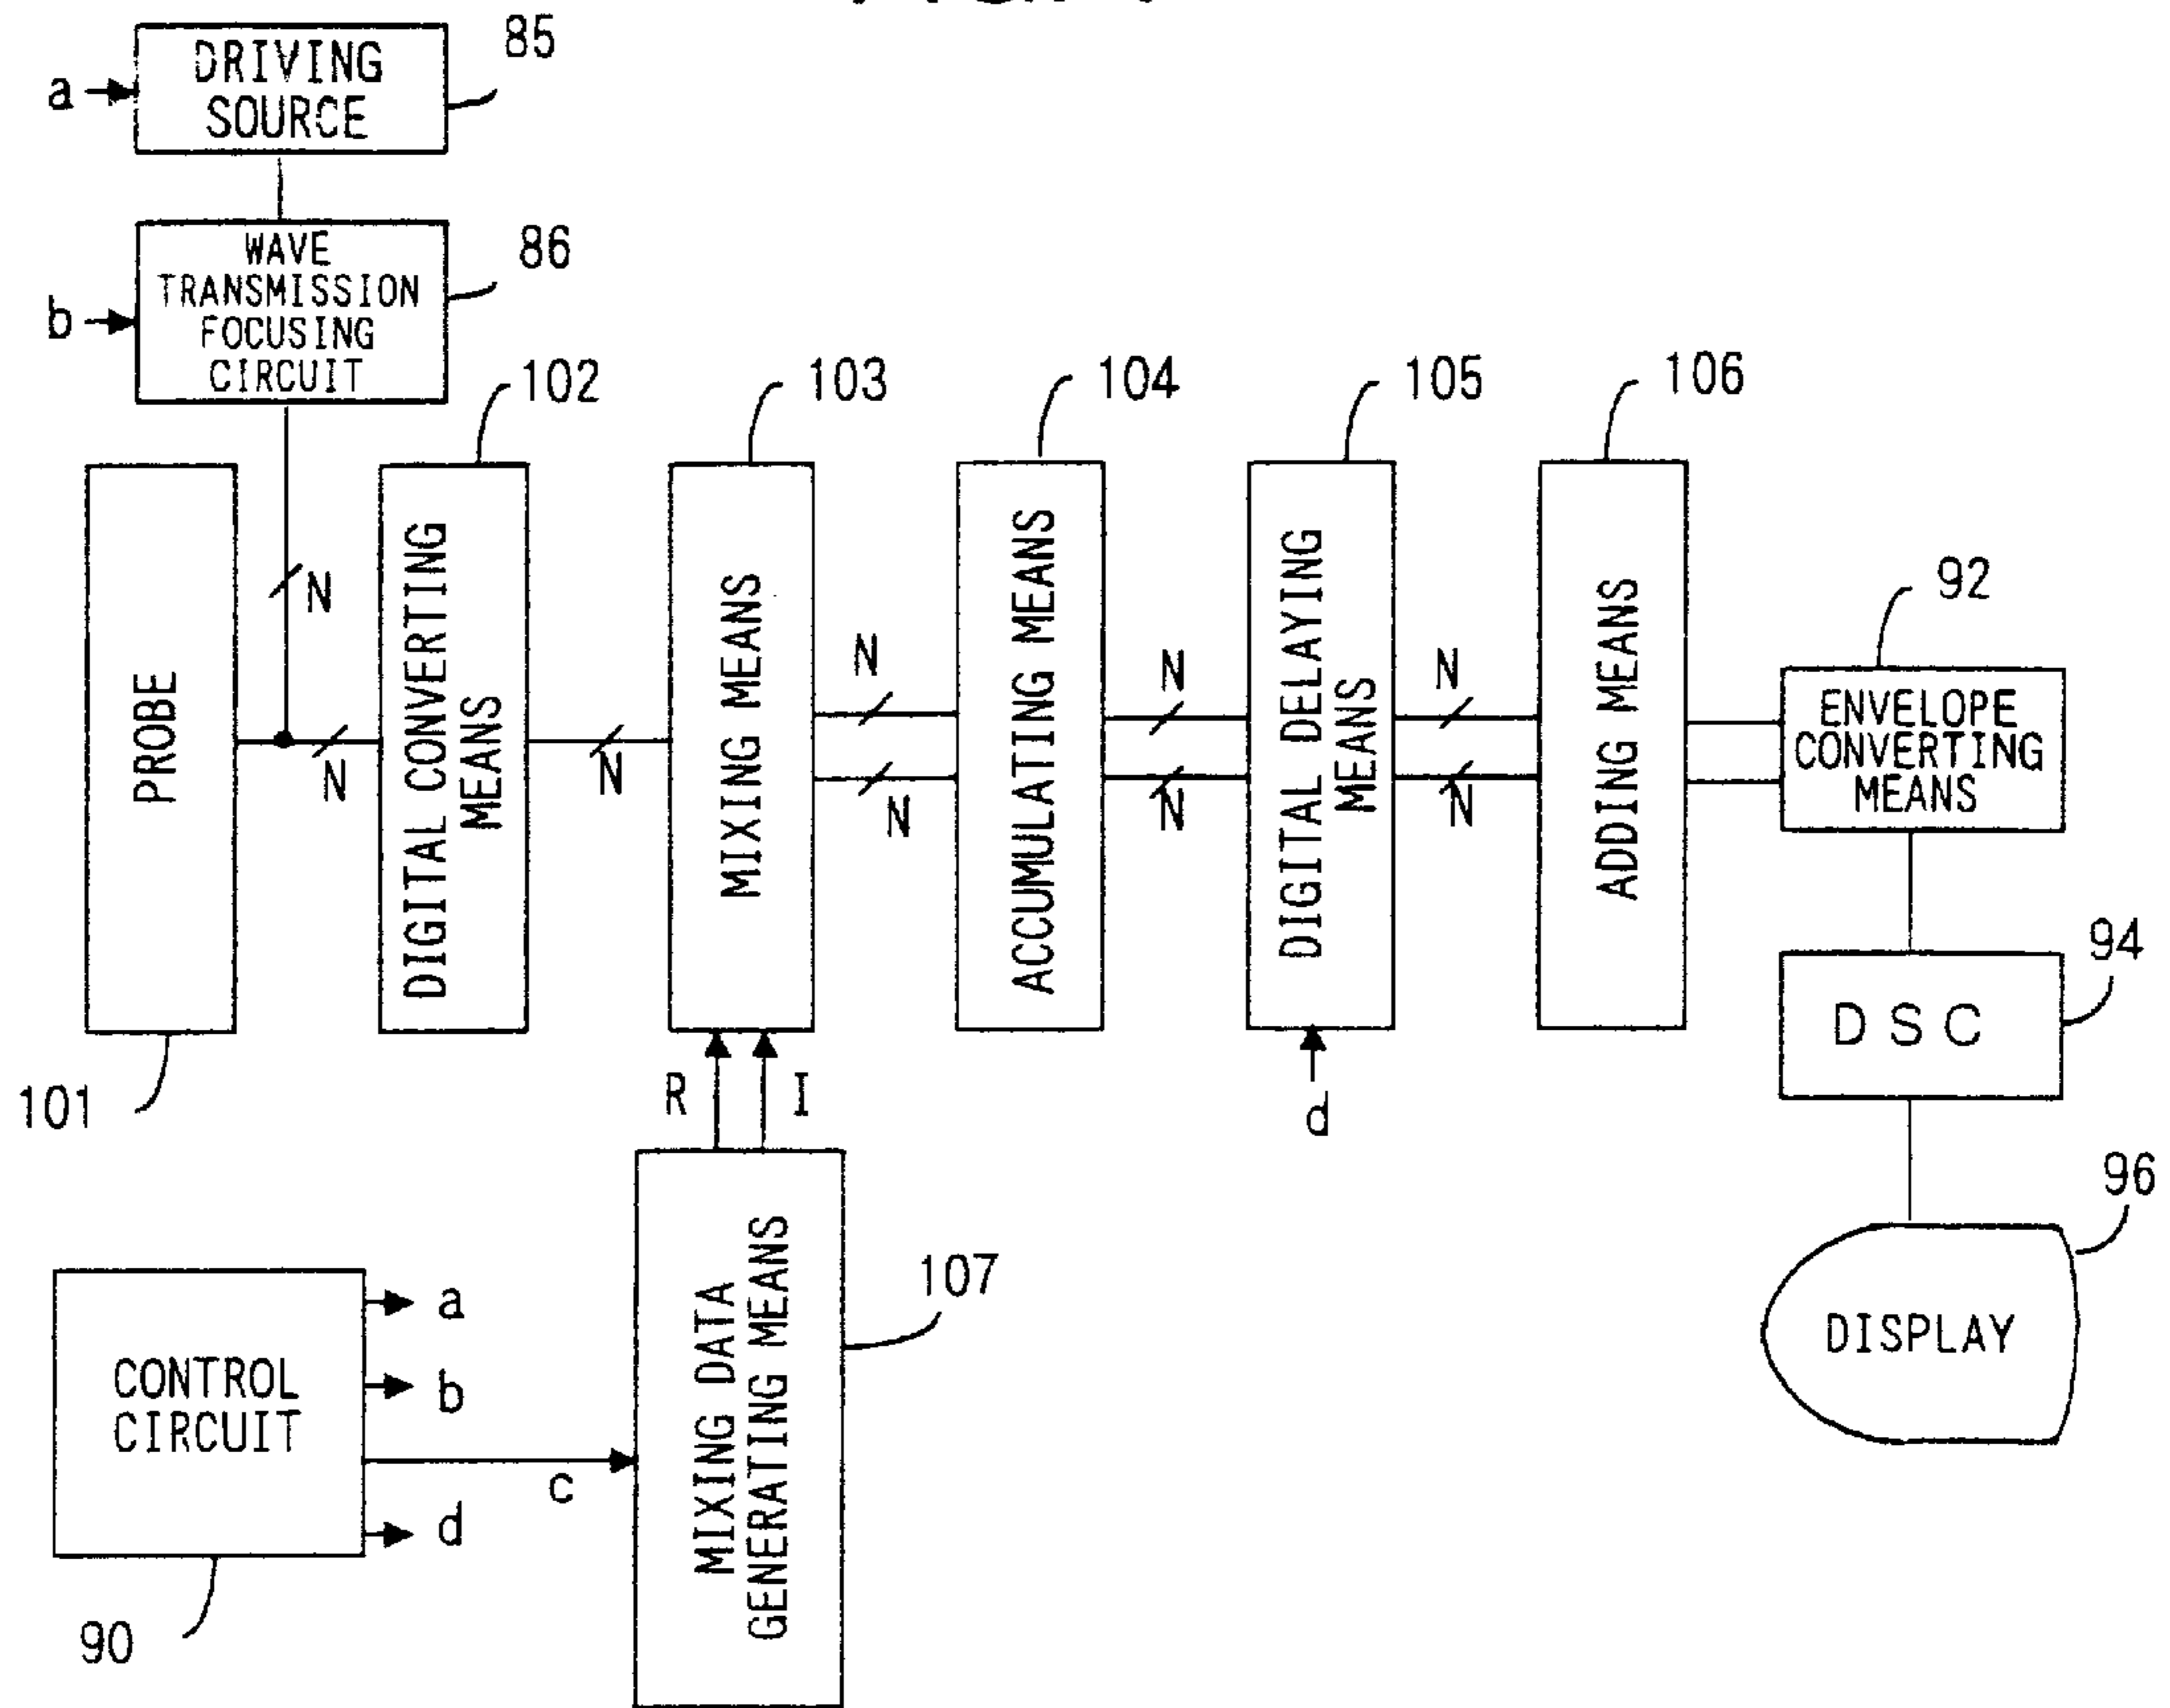 85
DRIVING
SOURCE
a
86
WAVE
TRANSMISSION
FOCUSING
CIRCUIT
b
102
103
104
105
106
N
PROBE
N
DIGITAL CONVERTING
MEANS
N
MIXING MEANS
N
N
ACCUMULATING MEANS
N
N
DIGITAL DELAYING
MEANS
N
N
ADDING MEANS
92
ENVELOPE
CONVERTING
MEANS
94
DSC
101
R
I
d
96
DISPLAY
107
MIXING DATA
GENERATING MEANS
CONTROL
CIRCUIT
a
b
c
d
90